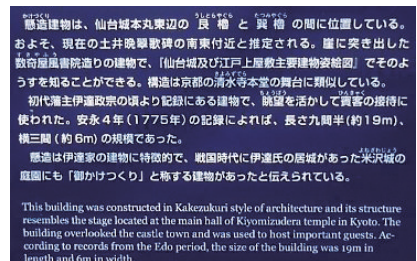 懸造建物は、仙台城本丸東辺の艮櫓と巽櫓の間に位置している。
およそ、現在の土井晩翠歌碑の南東付近と推定される。崖に突き出した
数奇屋風書院造りの建物で、『仙台城及び江戸上屋敷主要建物姿絵図』でそのよ
うすを知ることができる。構造は京都の清水寺本堂の舞台に類似している。
初代藩主伊達政宗の頃より記録にある建物で、眺望を活かして賓客の接待に
使われた。安永4年(1775年)の記録によれば、長さ九間半(約19m)、
横三間(約6m)の規模であった。
懸造は伊達家の建物に特徴的で、戦国時代に伊達氏の居城があった米沢城の
庭園にも「御かけつくり」と称する建物があったと伝えられている。
This building was constructed in Kakezukuri style of architecture and its structure
resembles the stage located at the main hall of Kiyomizudera temple in Kyoto. The
building overlooked the castle town and was used to host important guests. Ac-
cording to records from the Edo period, the size of the building was 19m in
length and 6m in width.